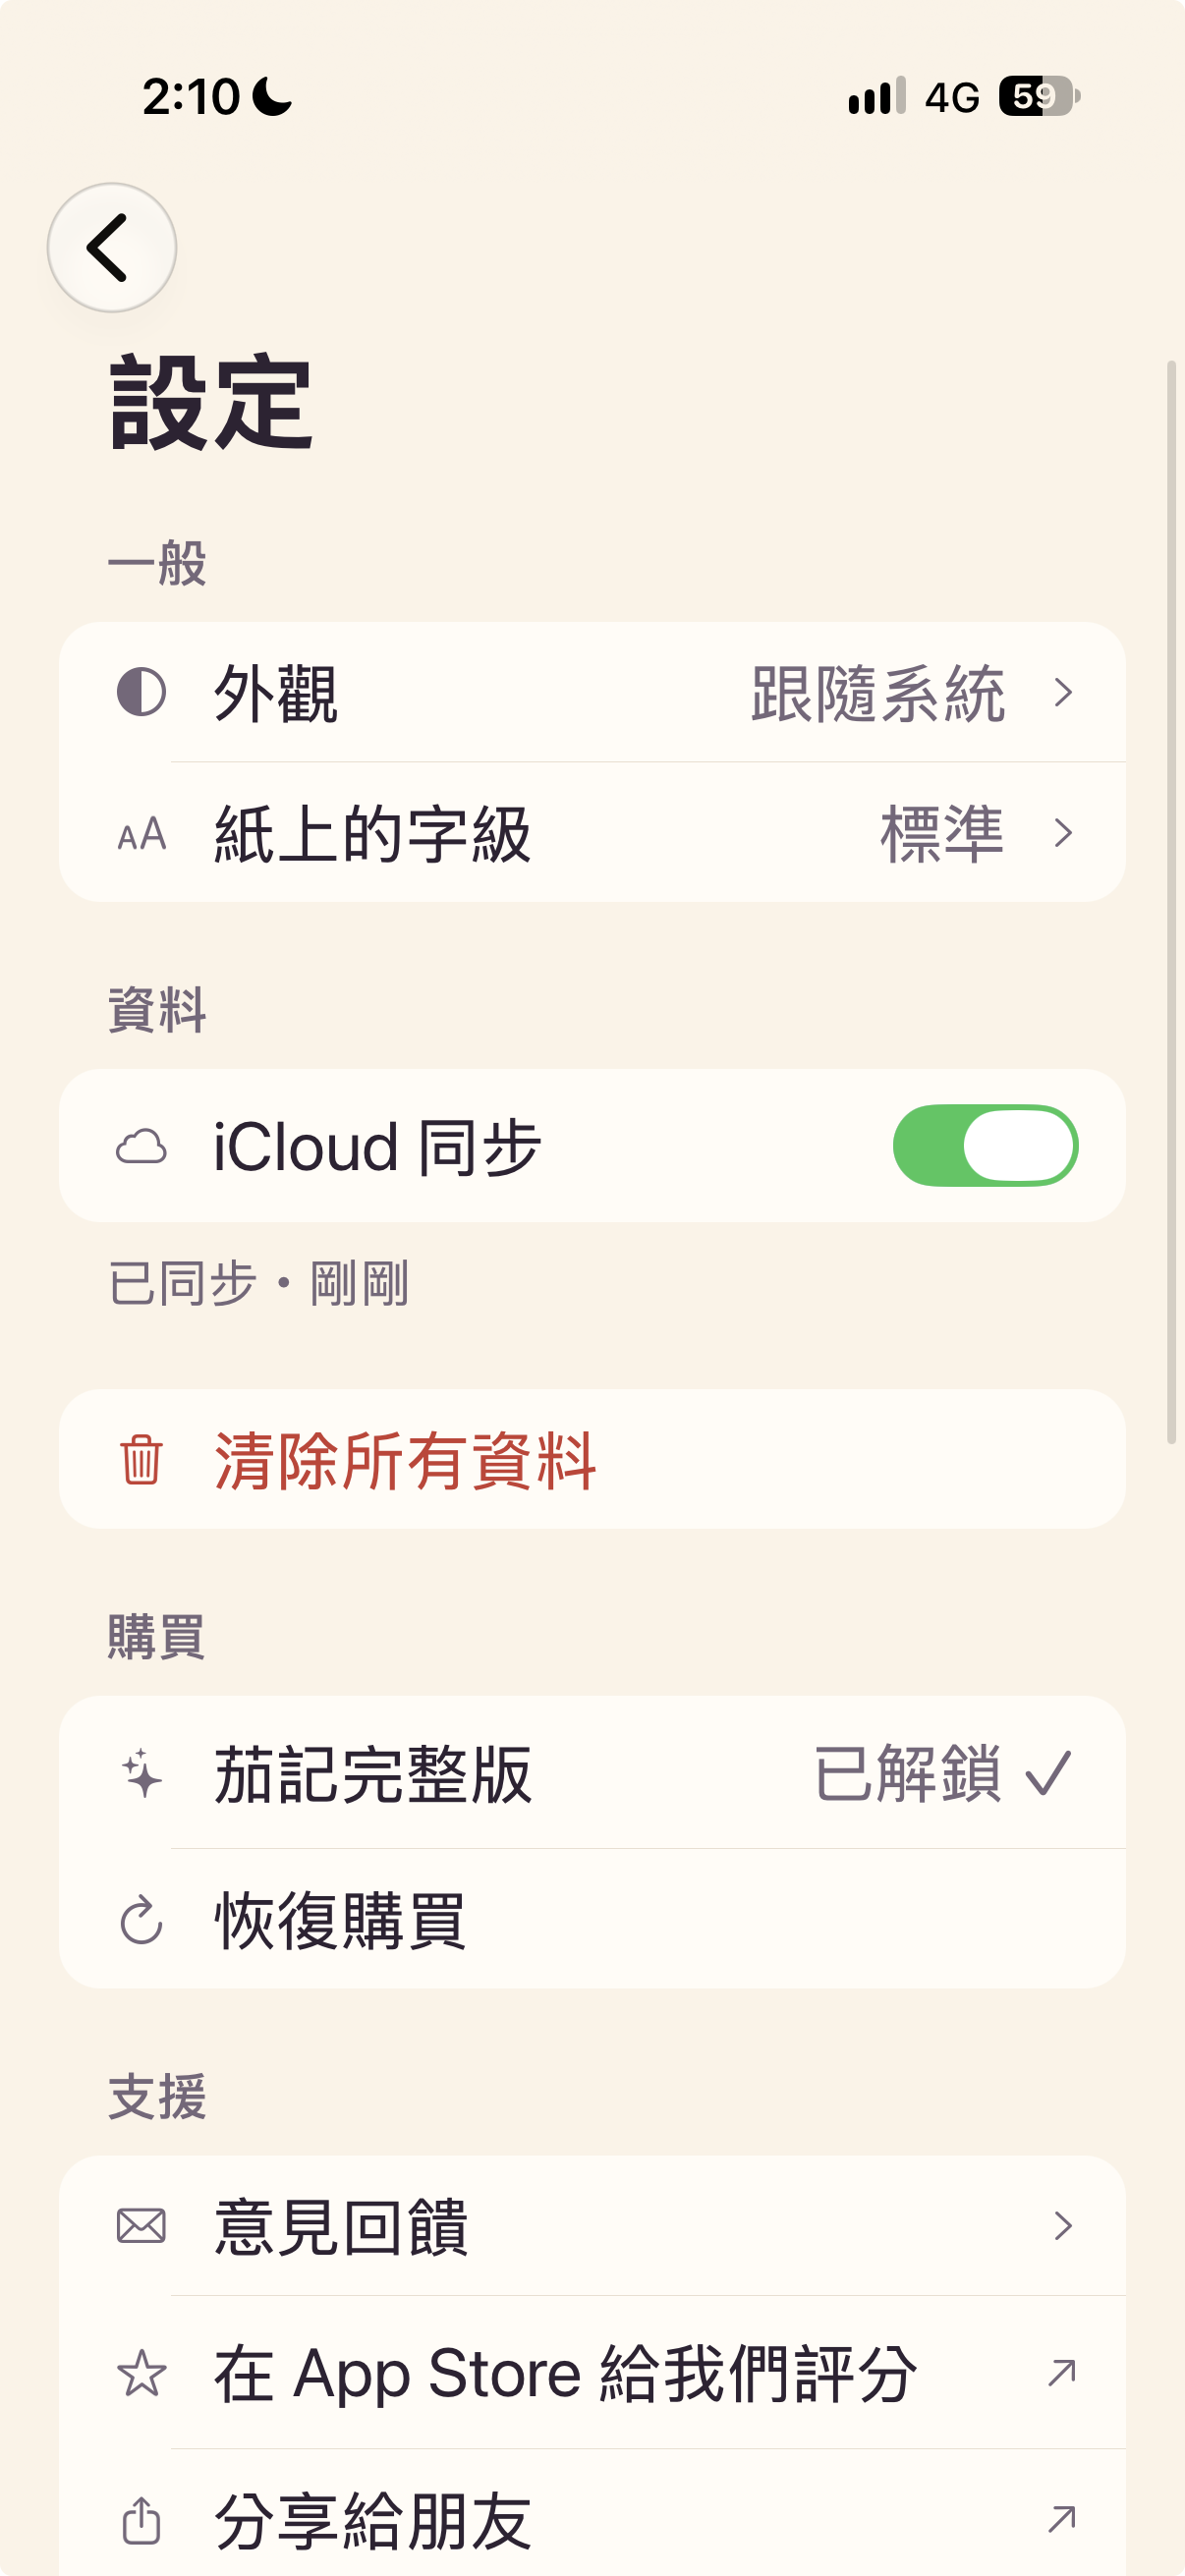 2:10 4G 59
設定
一般
外觀 跟隨系統
紙上的字級 標準
資料
iCloud 同步
已同步・剛剛
清除所有資料
購買
茄記完整版 已解鎖
恢復購買
支援
意見回饋
在 App Store 給我們評分
分享給朋友